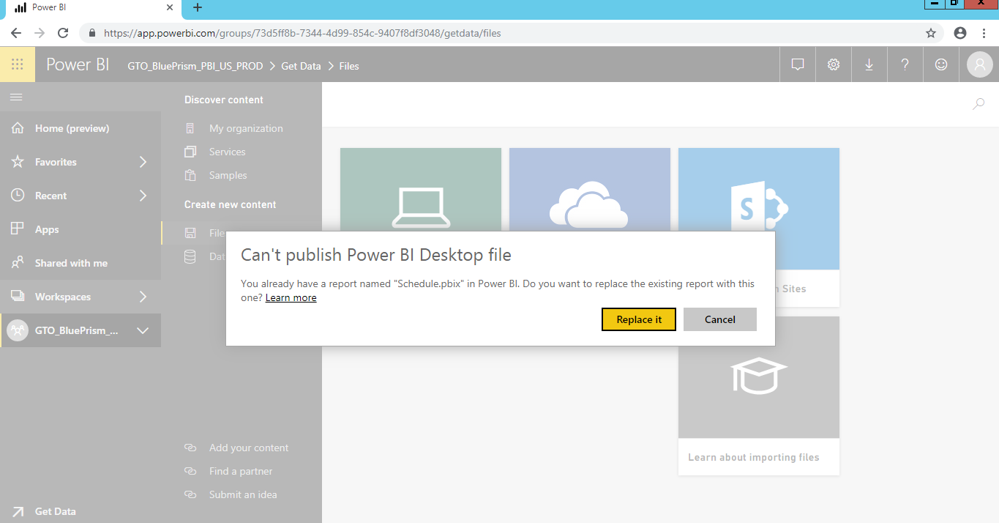 Power BI
https://app.powerbi.com/groups/73d5ff8b-7344-4d99-854c-9407f8df3048/getdata/files
Power BI GTO_BluePrism_PBI_US_PROD > Get Data > Files
Home (preview)
Favorites
Recent
Apps
Shared with me
Workspaces
GTO_BluePrism_...
Get Data
Discover content
My organization
Services
Samples
Create new content
File
Dat
Add your content
Find a partner
Submit an idea
S
Sites
Can't publish Power BI Desktop file
You already have a report named "Schedule.pbix" in Power BI. Do you want to replace the existing report with this
one? Learn more
Replace it
Cancel
Learn about importing files